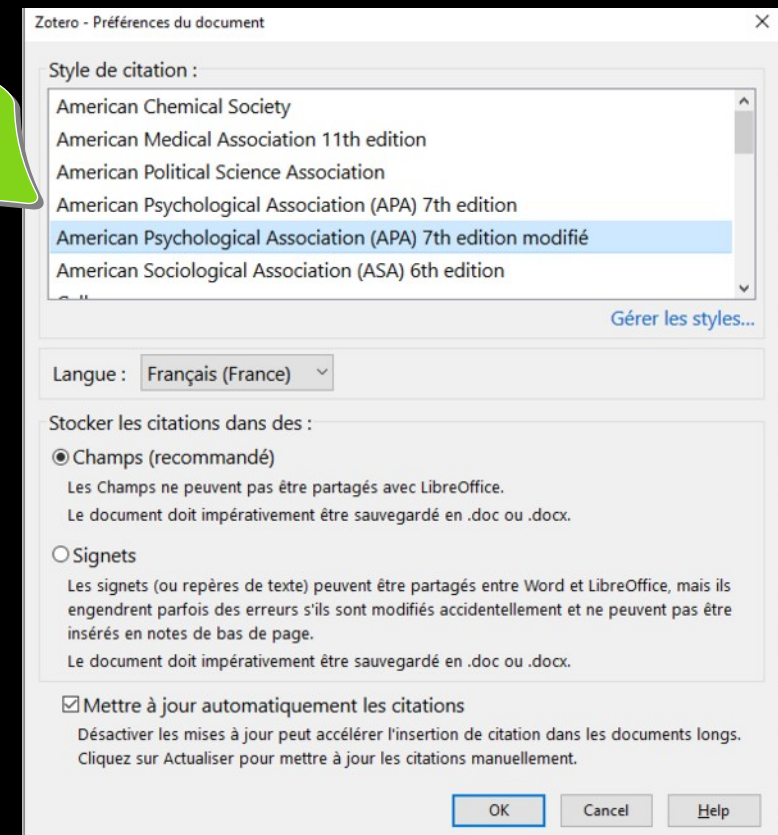 Zotero - Préférences du document
Style de citation :
American Chemical Society
American Medical Association 11th edition
American Political Science Association
American Psychological Association (APA) 7th edition
American Psychological Association (APA) 7th edition modifié
American Sociological Association (ASA) 6th edition
Gérer les styles...
Langue : Français (France)
Stocker les citations dans des :
Champs (recommandé)
Les Champs ne peuvent pas être partagés avec LibreOffice.
Le document doit impérativement être sauvegardé en .doc ou .docx.
Signets
Les signets (ou repères de texte) peuvent être partagés entre Word et LibreOffice, mais ils
engendrent parfois des erreurs s'ils sont modifiés accidentellement et ne peuvent pas être
insérés en notes de bas de page.
Le document doit impérativement être sauvegardé en .doc ou .docx.
Mettre à jour automatiquement les citations
Désactiver les mises à jour peut accélérer l'insertion de citation dans les documents longs.
Cliquez sur Actualiser pour mettre à jour les citations manuellement.
OK Cancel Help